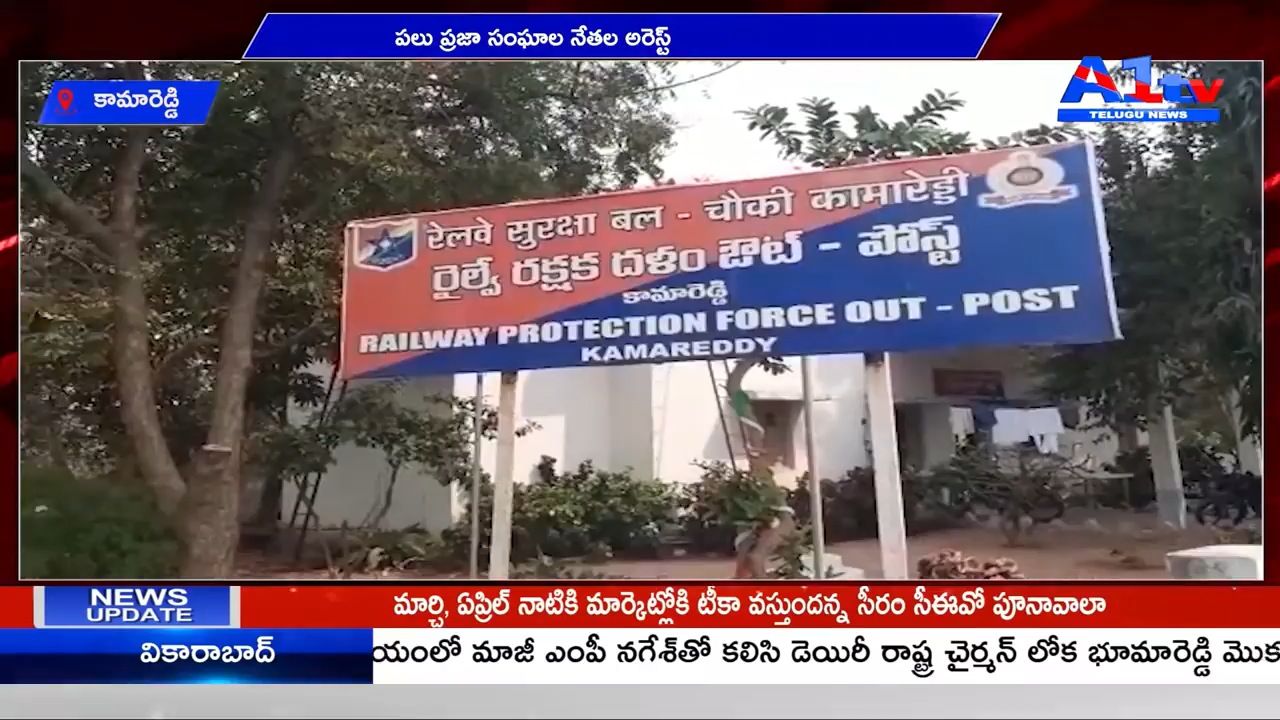 పలు ప్రజా సంఘాల నేతల అరెస్ట్
కామారెడ్డి
A1tv
TELUGU NEWS
रेलवे सुरक्षा बल - चौकी कामारेड्डी
రైల్వే రక్షక దళం ఔట్ - పోస్ట్
కామారెడ్డి
RAILWAY PROTECTION FORCE OUT - POST
KAMAREDDY
NEWS
UPDATE
మార్చి, ఏప్రిల్ నాటికి మార్కెట్లోకి టీకా వస్తుందన్న సీరం సీఈవో పూనావాలా
వికారాబాద్
యంలో మాజీ ఎంపీ నగేశ్‌తో కలిసి డెయిరీ రాష్ట్ర చైర్మన్ లోక భూమారెడ్డి మొక